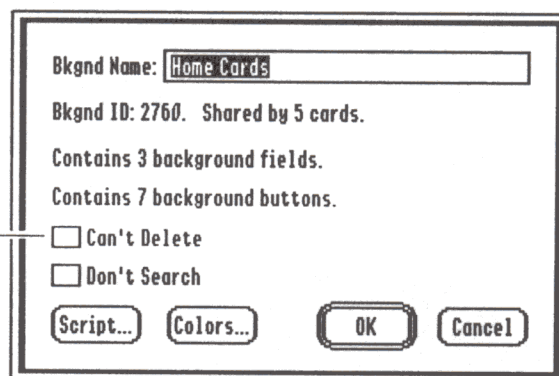 Bkgnd Name: Home Cards
Bkgnd ID: 2760. Shared by 5 cards.
Contains 3 background fields.
Contains 7 background buttons.
Can't Delete
Don't Search
Script... Colors... OK Cancel